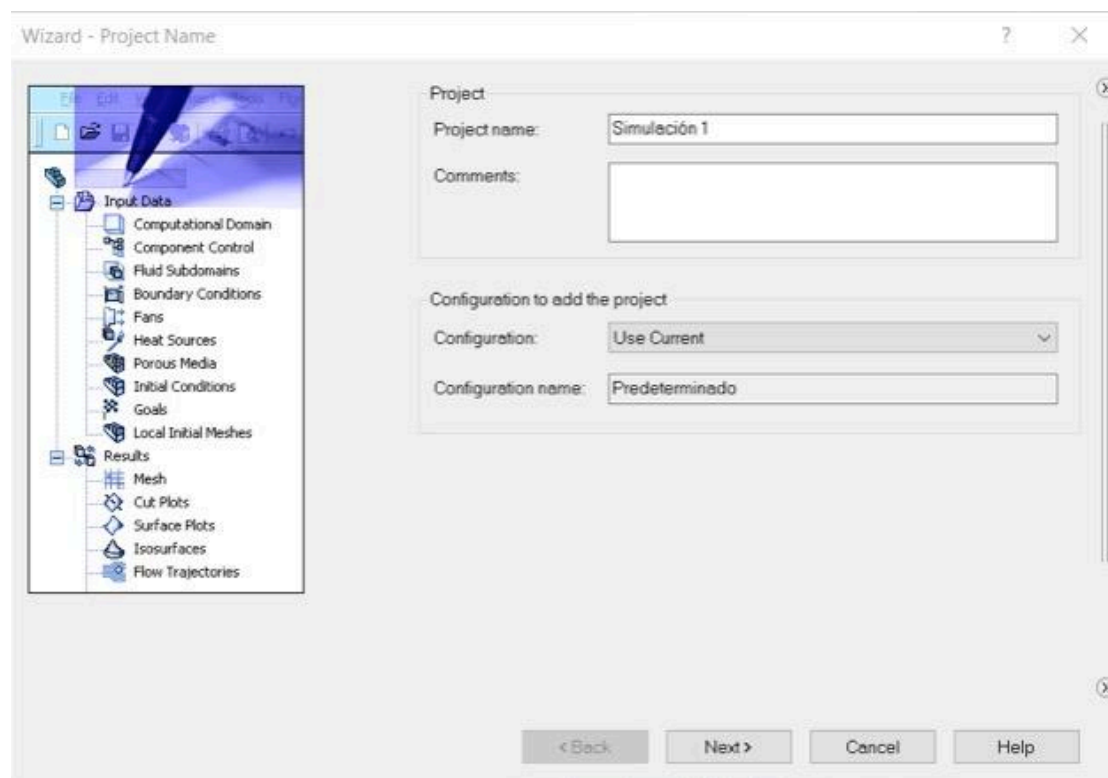 Wizard - Project Name
?
File Edit
Input Data
Computational Domain
Component Control
Fluid Subdomains
Boundary Conditions
Fans
Heat Sources
Porous Media
Initial Conditions
Goals
Local Initial Meshes
Results
Mesh
Cut Plots
Surface Plots
Isosurfaces
Flow Trajectories
Project
Project name: Simulación 1
Comments:
Configuration to add the project
Configuration: Use Current
Configuration name: Predeterminado
< Back Next > Cancel Help